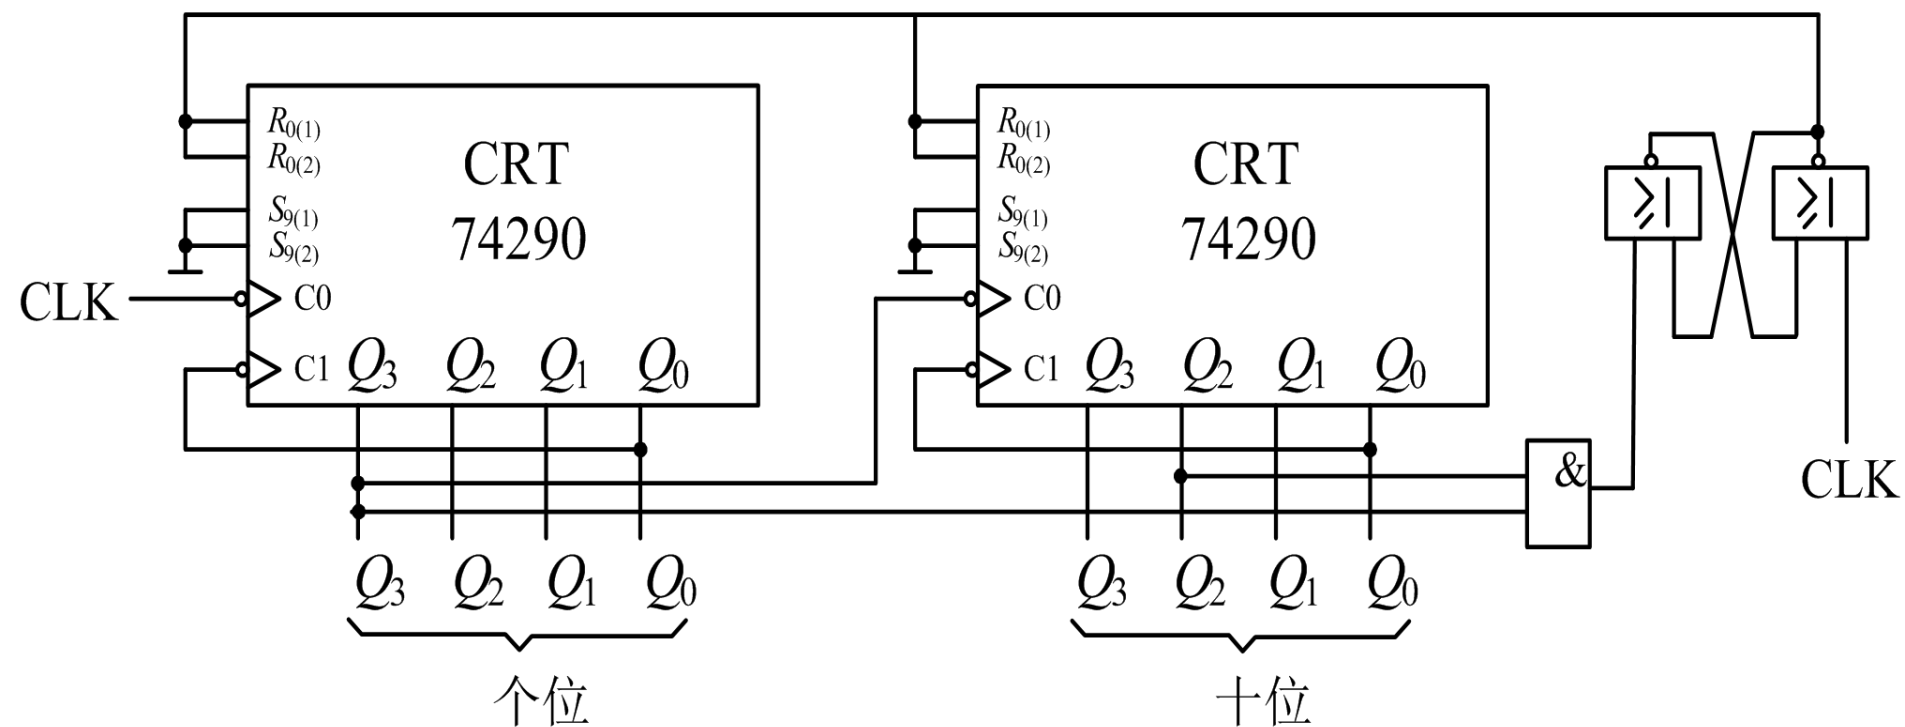 R0(1)
R0(2)
S9(1)
S9(2)
CRT
74290
CLK
C0
C1
Q3 Q2 Q1 Q0
Q3 Q2 Q1 Q0
个位
R0(1)
R0(2)
S9(1)
S9(2)
CRT
74290
C0
C1
Q3 Q2 Q1 Q0
Q3 Q2 Q1 Q0
十位
&
≥1
≥1
CLK